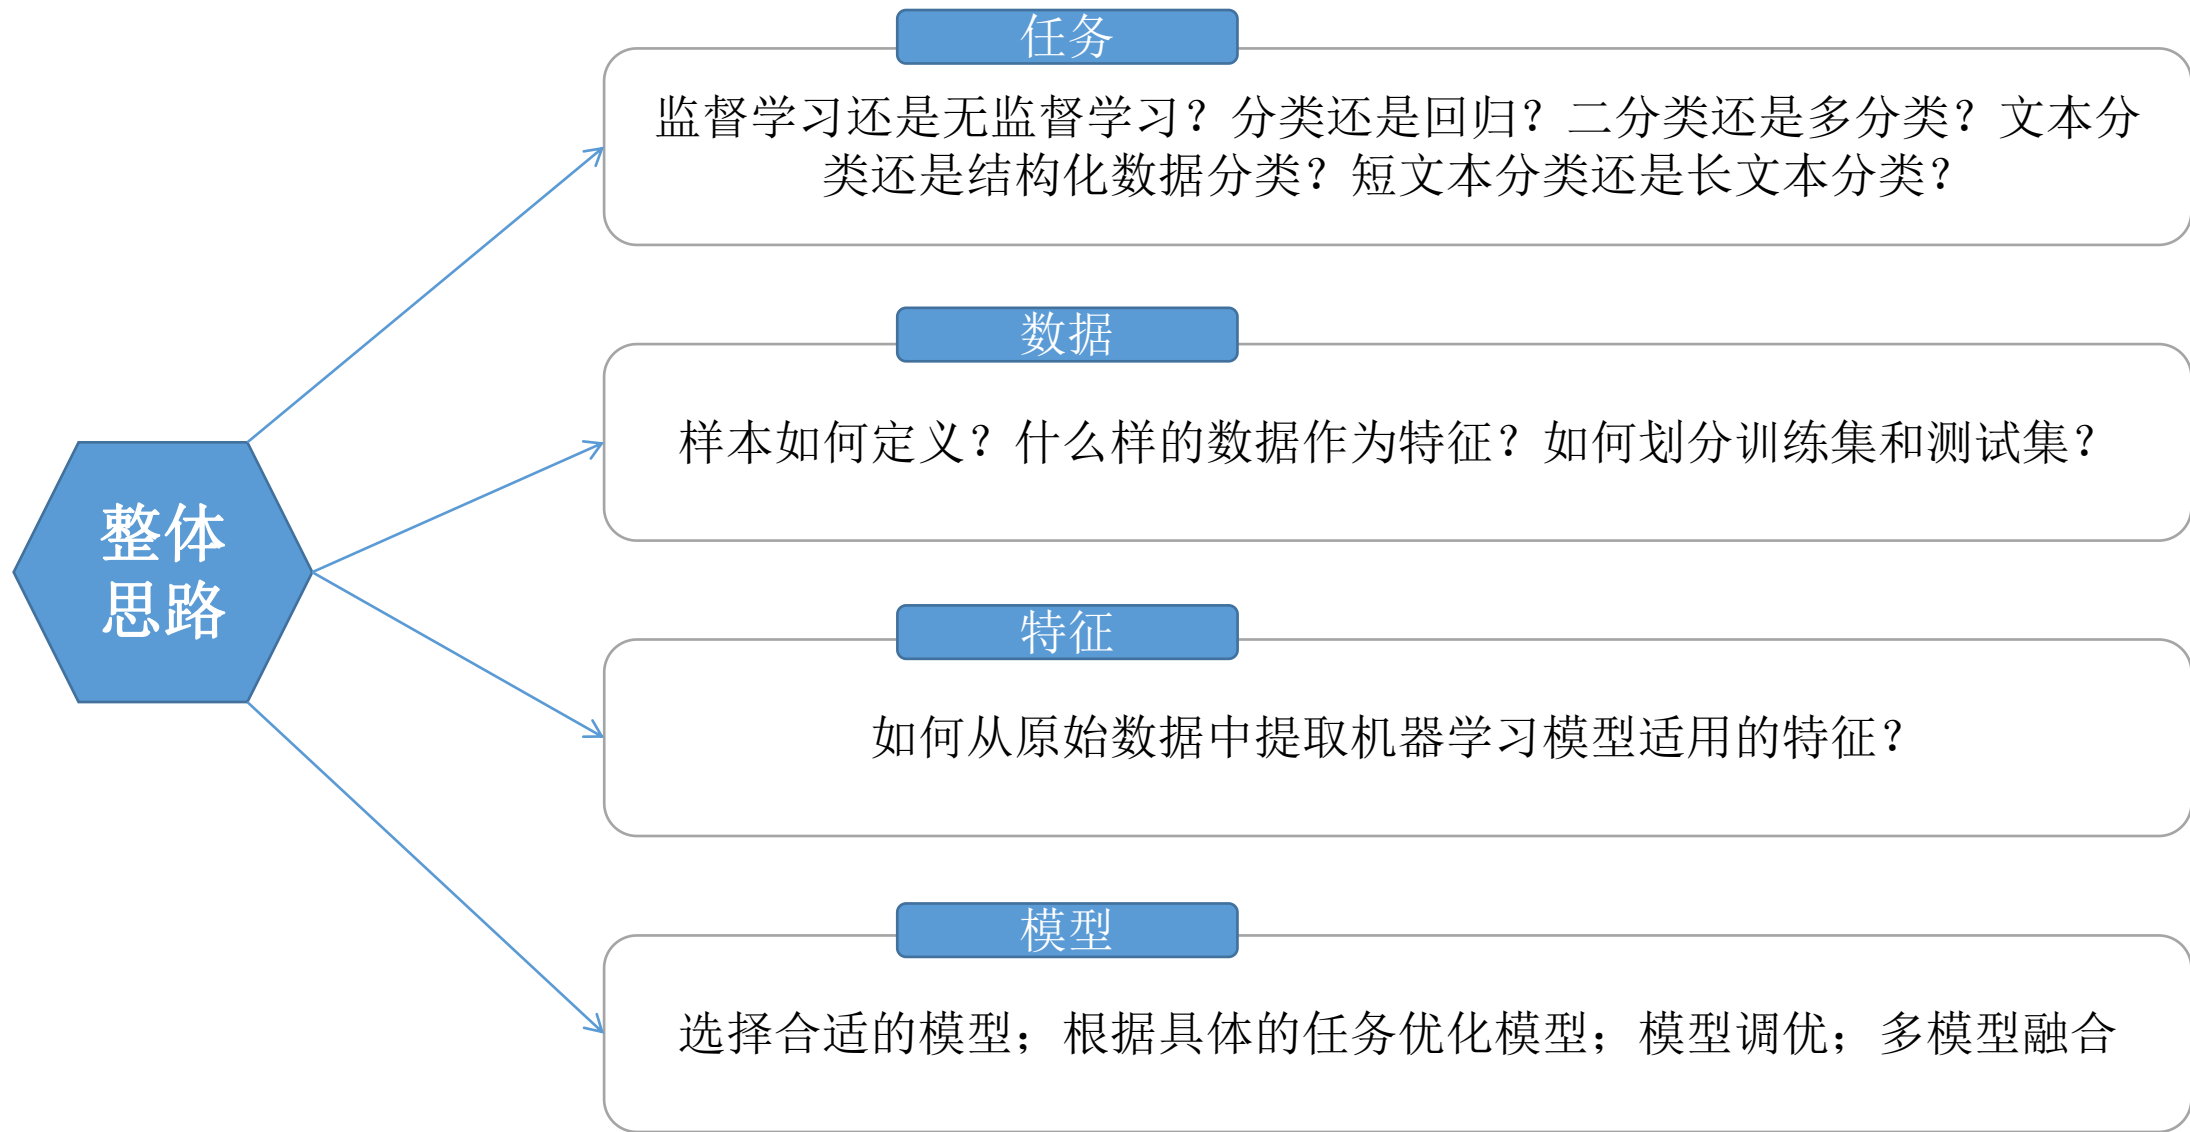 整体
思路
任务
监督学习还是无监督学习？分类还是回归？二分类还是多分类？文本分
类还是结构化数据分类？短文本分类还是长文本分类？
数据
样本如何定义？什么样的数据作为特征？如何划分训练集和测试集？
特征
如何从原始数据中提取机器学习模型适用的特征？
模型
选择合适的模型；根据具体的任务优化模型；模型调优；多模型融合